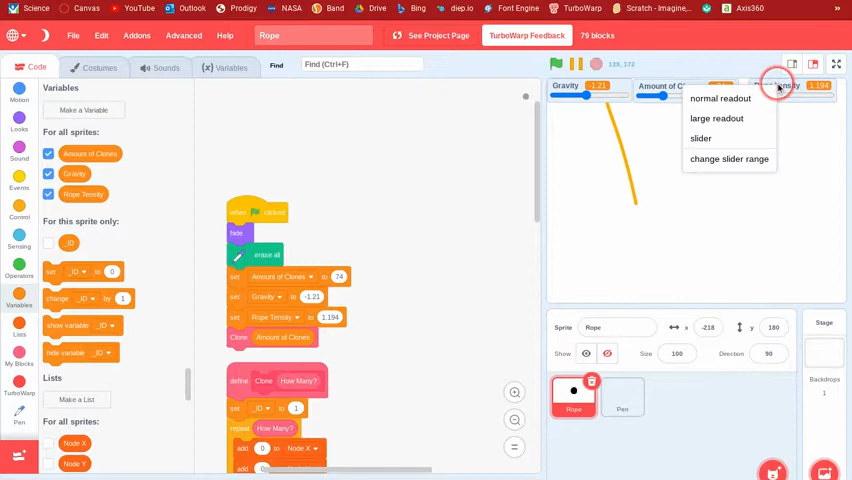 Science Canvas YouTube Outlook Prodigy NASA Band Drive Bing diep.io Font Engine TurboWarp Scratch - Imagine,... Axis360 »
File Edit Addons Advanced Help Rope See Project Page TurboWarp Feedback 79 blocks
Code Costumes Sounds Variables Find Find (Ctrl+F) 139, 172
Motion
Looks
Sound
Events
Control
Sensing
Operators
Variables
Lists
My Blocks
TurboWarp
Pen
Variables
Make a Variable
For all sprites:
Amount of Clones
Gravity
Rope Tensity
For this sprite only:
_ID
set _ID to 0
change _ID by 1
show variable _ID
hide variable _ID
Lists
Make a List
For all sprites:
Node X
Node Y
when clicked
hide
erase all
set Amount of Clones to 74
set Gravity to -1.21
set Rope Tensity to 1.194
Clone Amount of Clones
define Clone How Many?
set _ID to 1
repeat How Many?
add 0 to Node X
add 0
Gravity -1.21 1.194
normal readout
large readout
slider
change slider range
Sprite Rope x -218 y 180
Show Size 100 Direction 90
Rope
Pen
Stage
Backdrops
1